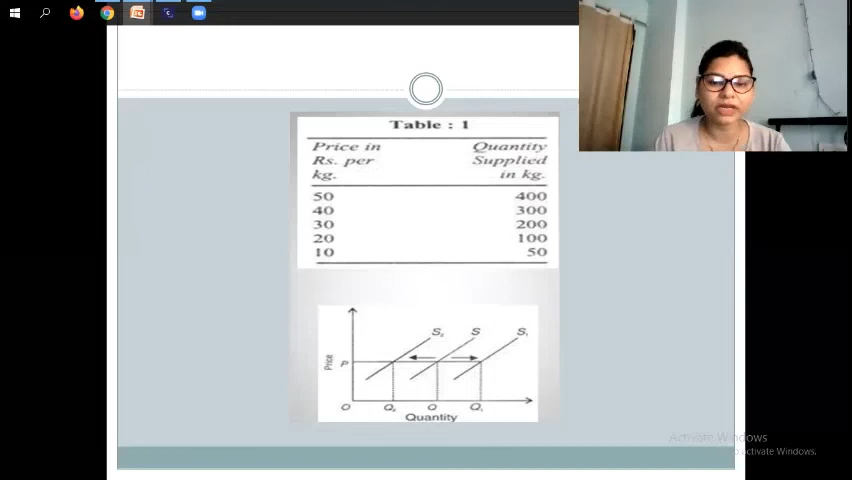 Table : 1
Price in Quantity
Rs. per Supplied
kg. in kg.
50 400
40 300
30 200
20 100
10 50
S₂ S S₁
Price
P
O Q₂ Q Q₁
Quantity
Activate Windows
to activate Windows.